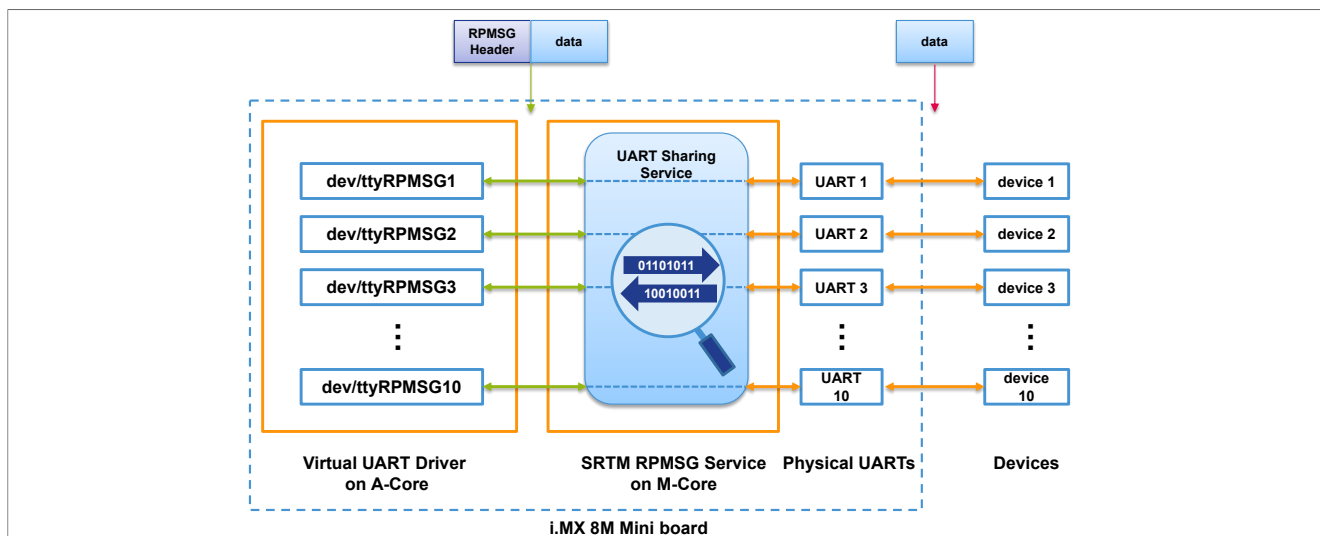 RPMSG
Header
data
data
UART Sharing
Service
dev/ttyRPMSG1
UART 1
device 1
dev/ttyRPMSG2
UART 2
device 2
01101011
dev/ttyRPMSG3
10010011
UART 3
device 3
dev/ttyRPMSG10
UART
10
device
10
Virtual UART Driver
on A-Core
SRTM RPMSG Service
on M-Core
Physical UARTs
Devices
i.MX 8M Mini board